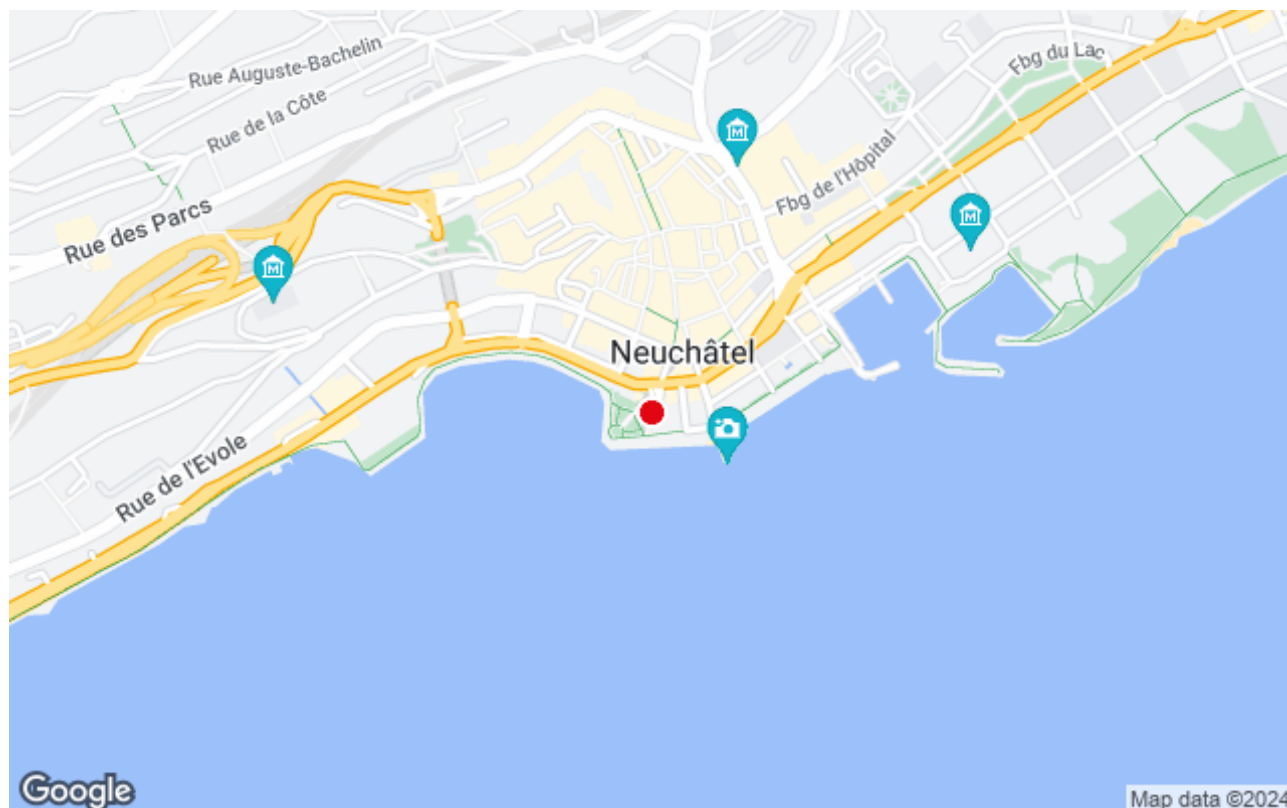 Rue Auguste-Bachelin
Fbg du Lac
Rue de la Côte
M
Fbg de l'Hôpital
Rue des Parcs
M
M
Neuchâtel
Rue de l'Evole
Google
Map data ©2024